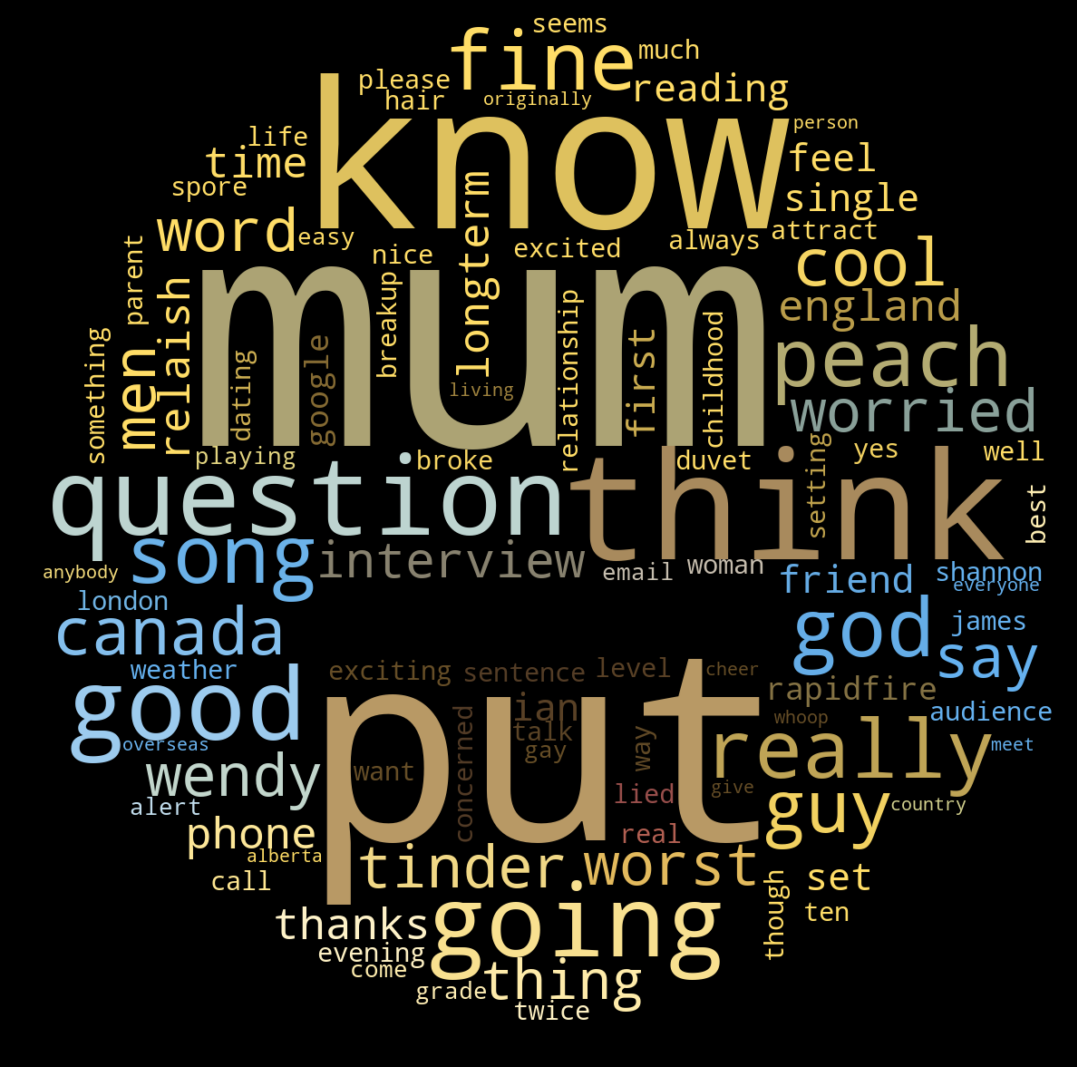 seems
fine
much
please
reading
hair
originally
know
person
life
time
feel
spore
single
longterm
word
easy
attract
always
excited
nice
parent
cool
mum
relaish
breakup
england
relationship
childhood
something
men
dating
google
first
peach
living
worried
playing
broke
duvet
setting
yes
well
question
think
best
song
interview
email
woman
anybody
friend
shannon
everyone
london
canada
god
james
say
weather
exciting
sentence
level
cheer
good
put
rapidfire
ian
audience
whoop
talk
gay
way
really
overseas
meet
wendy
want
concerned
lied
give
guy
country
alert
phone
real
alberta
tinder
worst
call
set
though
ten
thanks
going
evening
come
thing
grade
twice